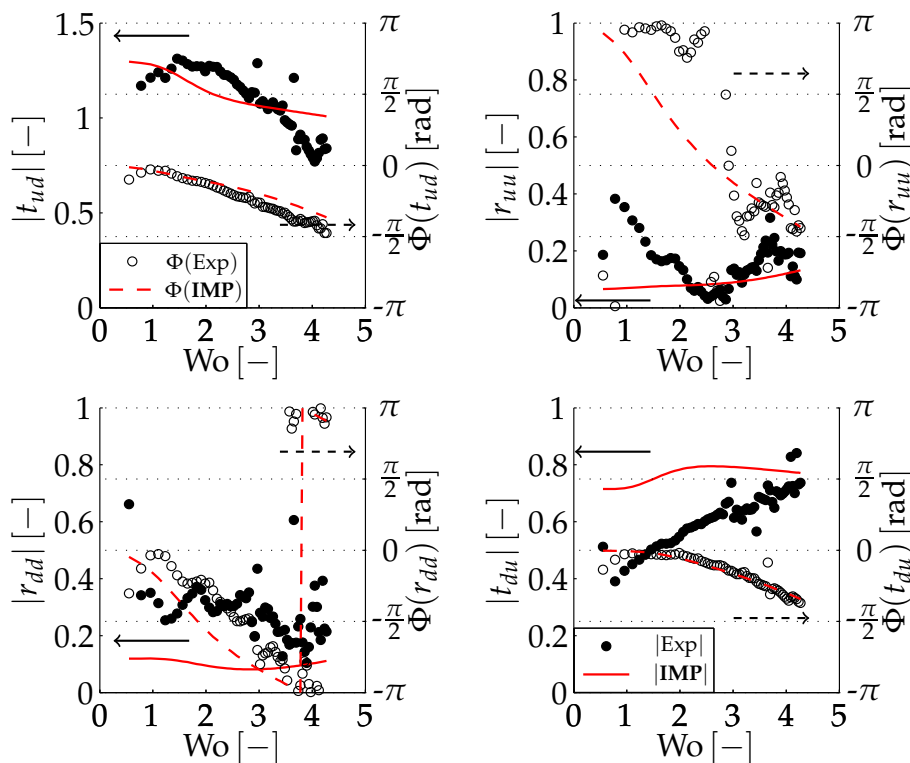 1.5 π
1 π/2
0
0.5 -π/2
0 -π
|t_ud| [−]
Φ(t_ud) [rad]
Φ(Exp)
Φ(IMP)
0 1 2 3 4 5
Wo [−]
1 π
0.8 π/2
0.6
0
0.4
0.2 -π/2
0 -π
|r_uu| [−]
Φ(r_uu) [rad]
0 1 2 3 4 5
Wo [−]
1 π
0.8 π/2
0.6
0
0.4
0.2 -π/2
0 -π
|r_dd| [−]
Φ(r_dd) [rad]
0 1 2 3 4 5
Wo [−]
1 π
0.8 π/2
0.6
0
0.4
0.2 -π/2
0 -π
|t_du| [−]
Φ(t_du) [rad]
|Exp|
|IMP|
0 1 2 3 4 5
Wo [−]